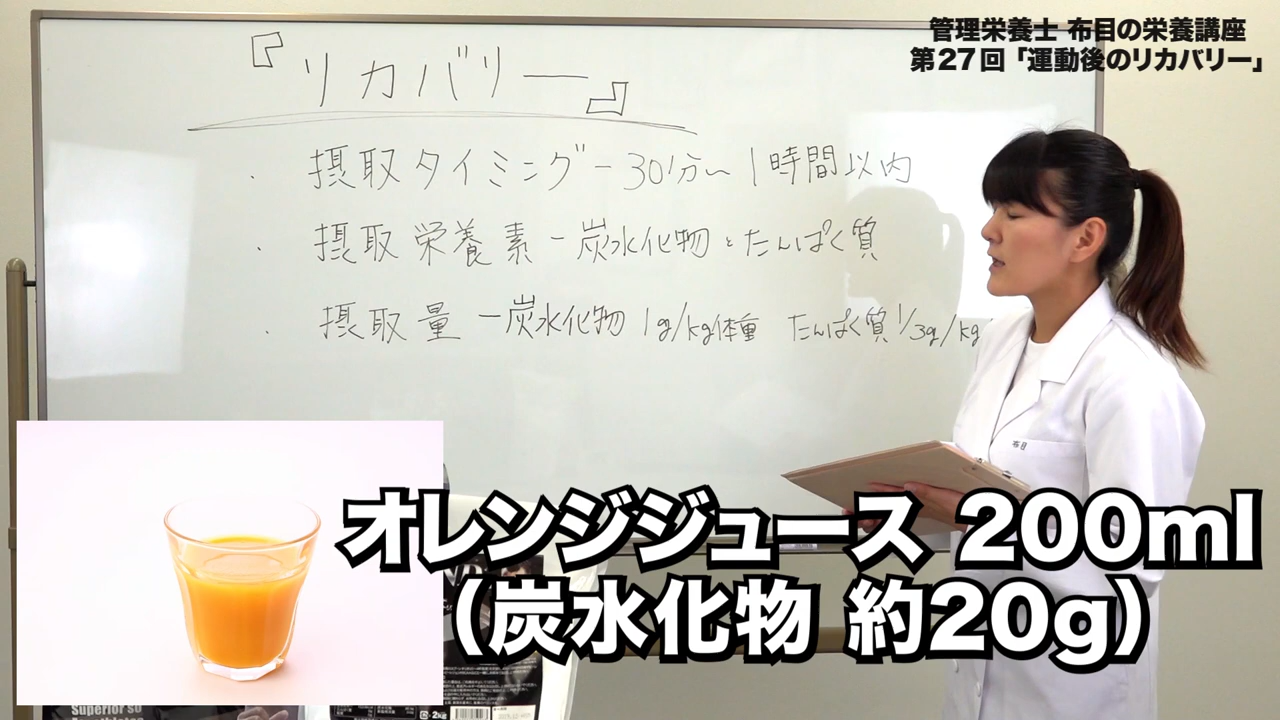 管理栄養士 布目の栄養講座
第27回「運動後のリカバリー」
『リカバリー』
・ 摂取タイミング－30分〜1時間以内
・ 摂取栄養素－炭水化物とたんぱく質
・ 摂取量－炭水化物 1g/kg体重 たんぱく質 1/3g/kg
布目
オレンジジュース 200ml
（炭水化物 約20g）
Superior so